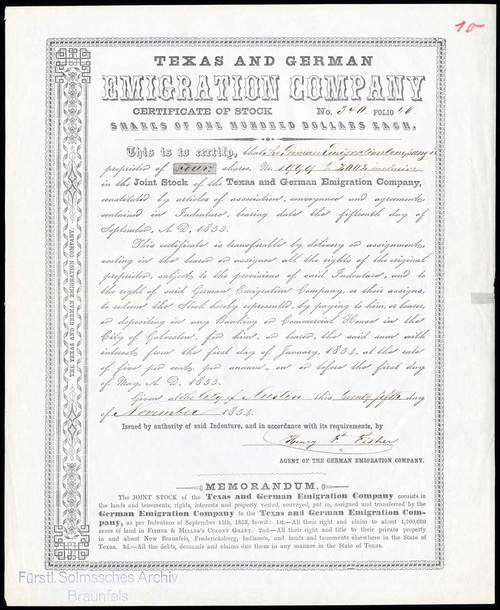 10
TEXAS AND GERMAN
EMIGRATION COMPANY
CERTIFICATE OF STOCK No. 340. FOLIO
SHARES OF ONE HUNDRED DOLLARS EACH.
This is to certify, that the German Emigration Company is
proprietor of Four shares, No. 1999 to 2002 inclusive
in the Joint Stock of the Texas and German Emigration Company,
constituted by articles of association, conveyance and agreement
contained in Indenture, bearing date the fifteenth day of
September, A. D. 1853.
This certificate is transferable by delivery or assignment
vesting in the bearer or assignee all the rights of the original
proprietor, subject to the provisions of said Indenture, and to
the right of said German Emigration Company, or their assigns,
to redeem the Stock hereby represented, by paying to him, or bearer,
or depositing in any Banking or Commercial House in the
City of Galveston, for him, or bearer, the said sum with
interest from the first day of January, 1854, at the rate
of five per cent, per annum, on or before the first day
of May, A. D.
Given at the City of Austin this twenty fifth day
of November 1854.
Issued by authority of said Indenture, and in accordance with its requirements, by
Henry F. Fisher
AGENT OF THE GERMAN EMIGRATION COMPANY.
MEMORANDUM.
The JOINT STOCK of the Texas and German Emigration Company consists in
the lands and tenements, rights, interests and property vested, conveyed, put in, assigned and transferred by the
German Emigration Company to the Texas and German Emigration Com-
pany, as per Indenture of September 15th, 1853, to-wit: 1st.—All their right and claim to about 1,200,000
acres of land in FISHER & MILLER'S COLONY GRANT; 2nd.—All their right and title to their private property
in and about New Braunfels, Fredericksburg, Indianola, and lands and tenements elsewhere in the State of
Texas. 3d.—All the debts, demands and claims due them in any manner in the State of Texas.
THE TEXAS AND GERMAN EMIGRATION COMPANY
Fürstl. Solmssches Archiv
Braunfels